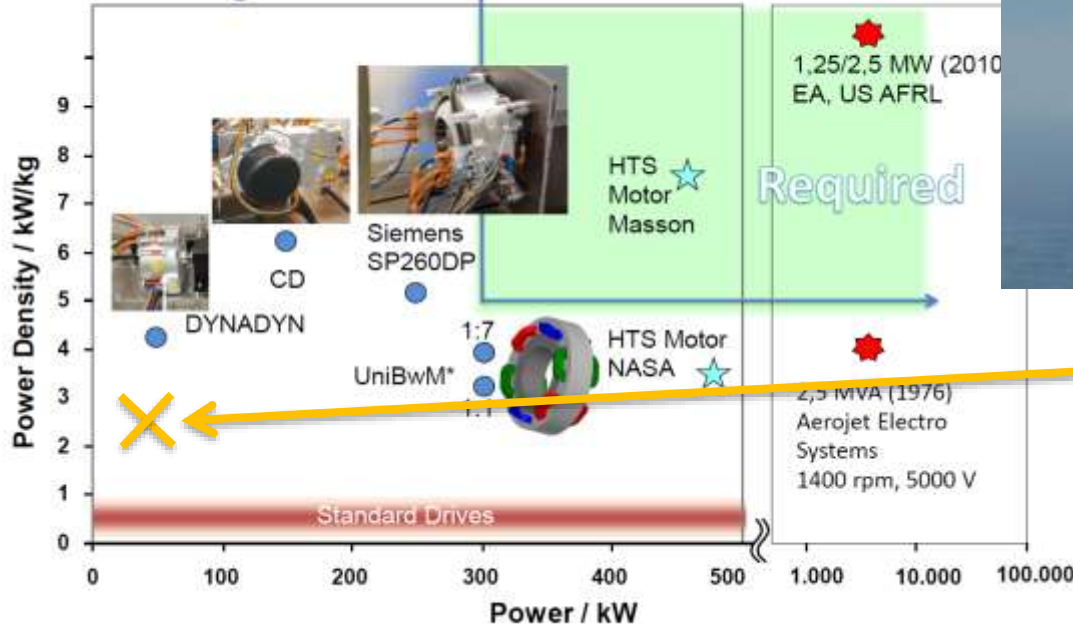 Power Density / kW/kg
9
8
7
6
5
4
3
2
1
0
1,25/2,5 MW (2010
EA, US AFRL
HTS
Motor
Masson
Required
Siemens
SP260DP
CD
DYNADYN
1:7
UniBwM*
1:1
HTS Motor
NASA
2,5 MVA (1976)
Aerojet Electro
Systems
1400 rpm, 5000 V
Standard Drives
0 100 200 300 400 500 1.000 10.000 100.000
Power / kW